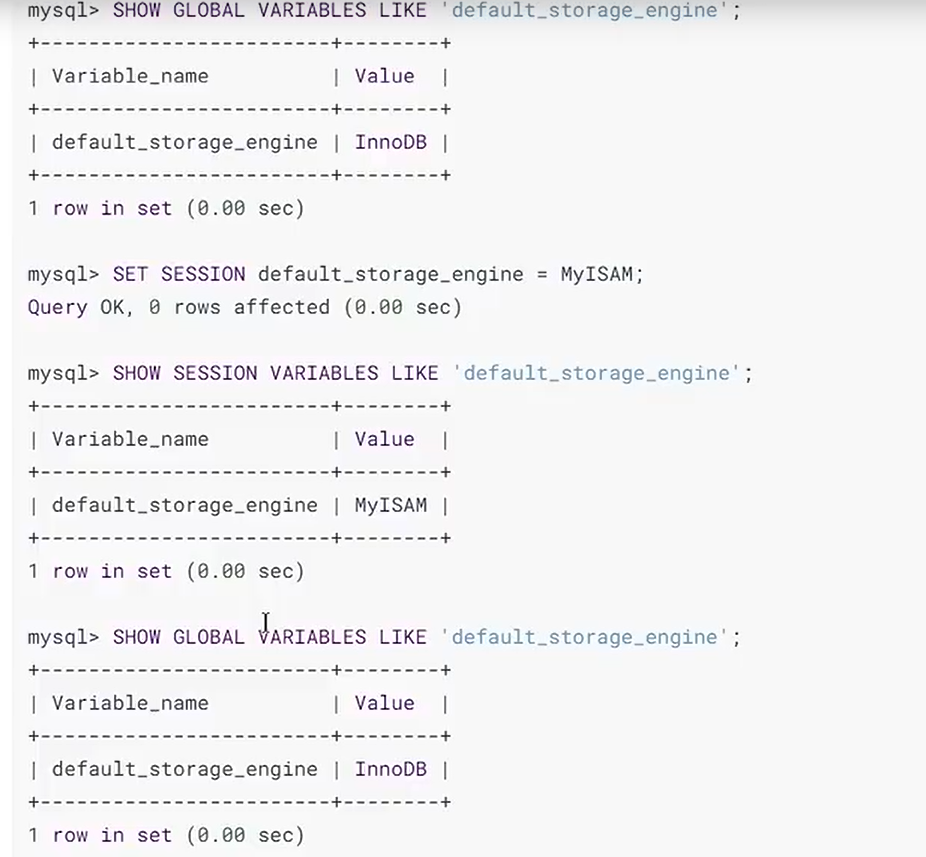 mysql> SHOW GLOBAL VARIABLES LIKE 'default_storage_engine';
+-----------------------+--------+
| Variable_name          | Value  |
+-----------------------+--------+
| default_storage_engine | InnoDB |
+-----------------------+--------+
1 row in set (0.00 sec)
mysql> SET SESSION default_storage_engine = MyISAM;
Query OK, 0 rows affected (0.00 sec)
mysql> SHOW SESSION VARIABLES LIKE 'default_storage_engine';
+-----------------------+--------+
| Variable_name          | Value  |
+-----------------------+--------+
| default_storage_engine | MyISAM |
+-----------------------+--------+
1 row in set (0.00 sec)
mysql> SHOW GLOBAL VARIABLES LIKE 'default_storage_engine';
+-----------------------+--------+
| Variable_name          | Value  |
+-----------------------+--------+
| default_storage_engine | InnoDB |
+-----------------------+--------+
1 row in set (0.00 sec)